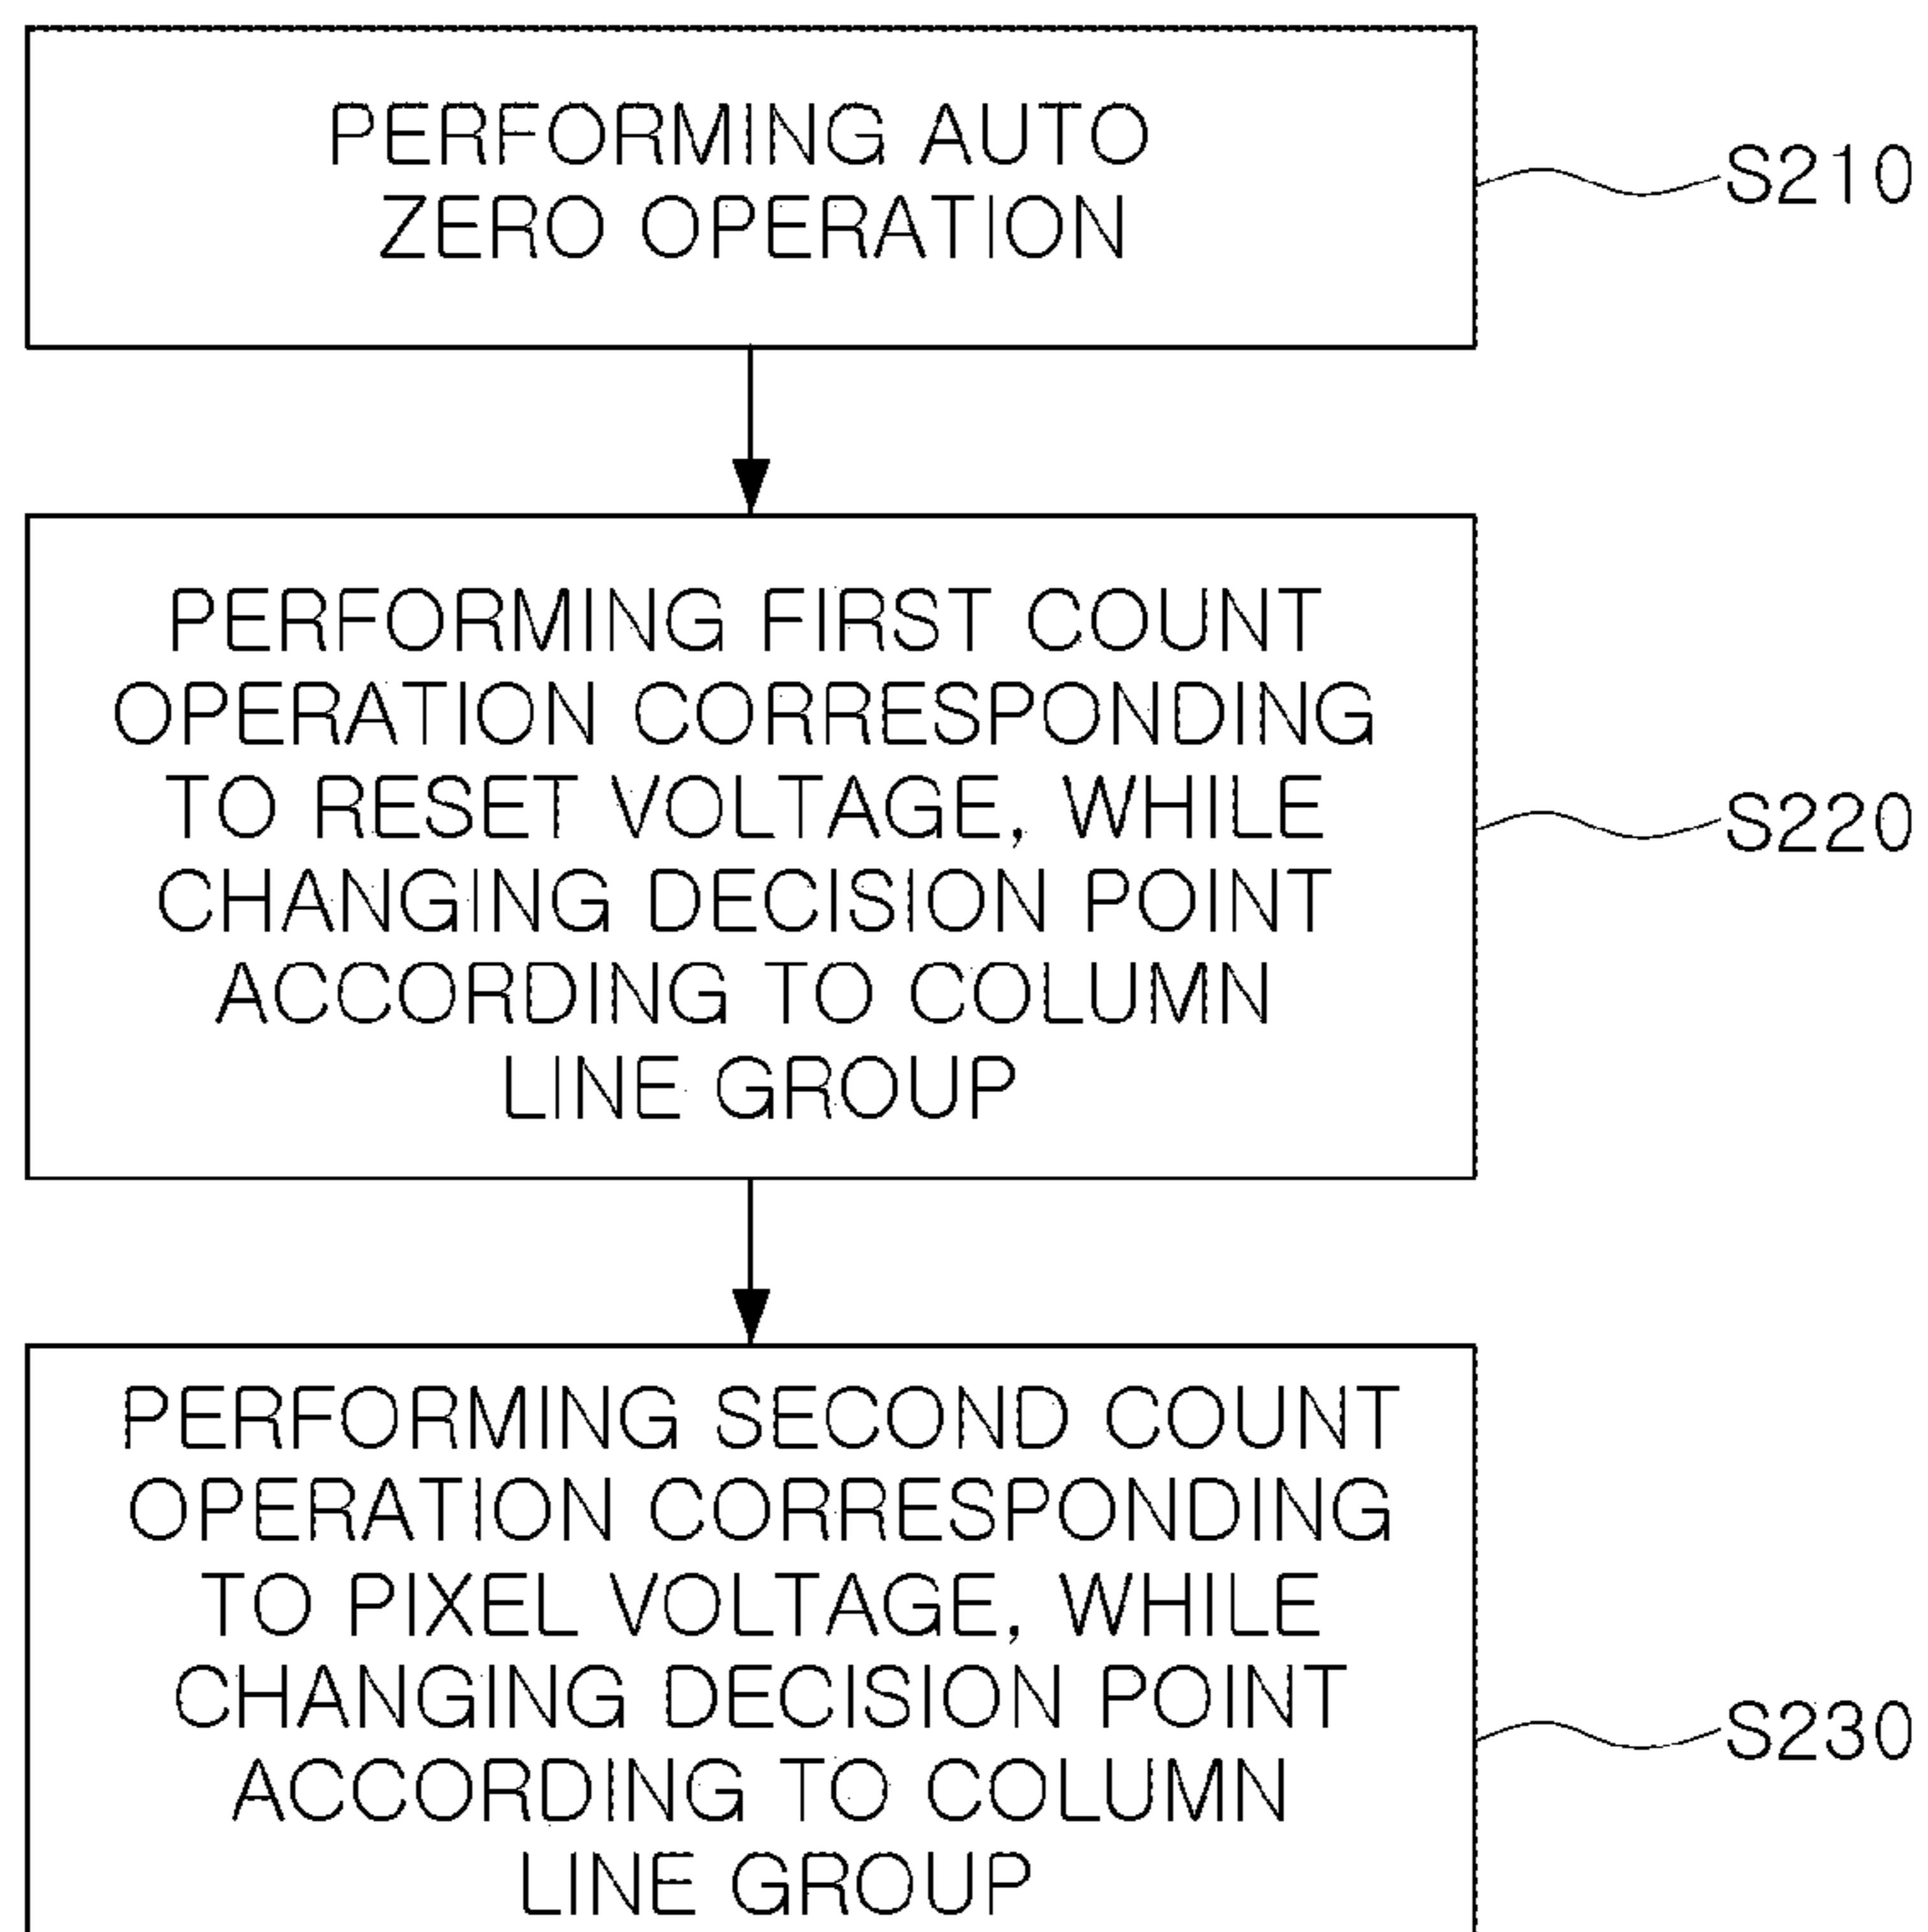 PERFORMING AUTO
ZERO OPERATION
S210
PERFORMING FIRST COUNT
OPERATION CORRESPONDING
TO RESET VOLTAGE, WHILE
CHANGING DECISION POINT
ACCORDING TO COLUMN
LINE GROUP
S220
PERFORMING SECOND COUNT
OPERATION CORRESPONDING
TO PIXEL VOLTAGE, WHILE
CHANGING DECISION POINT
ACCORDING TO COLUMN
LINE GROUP
S230